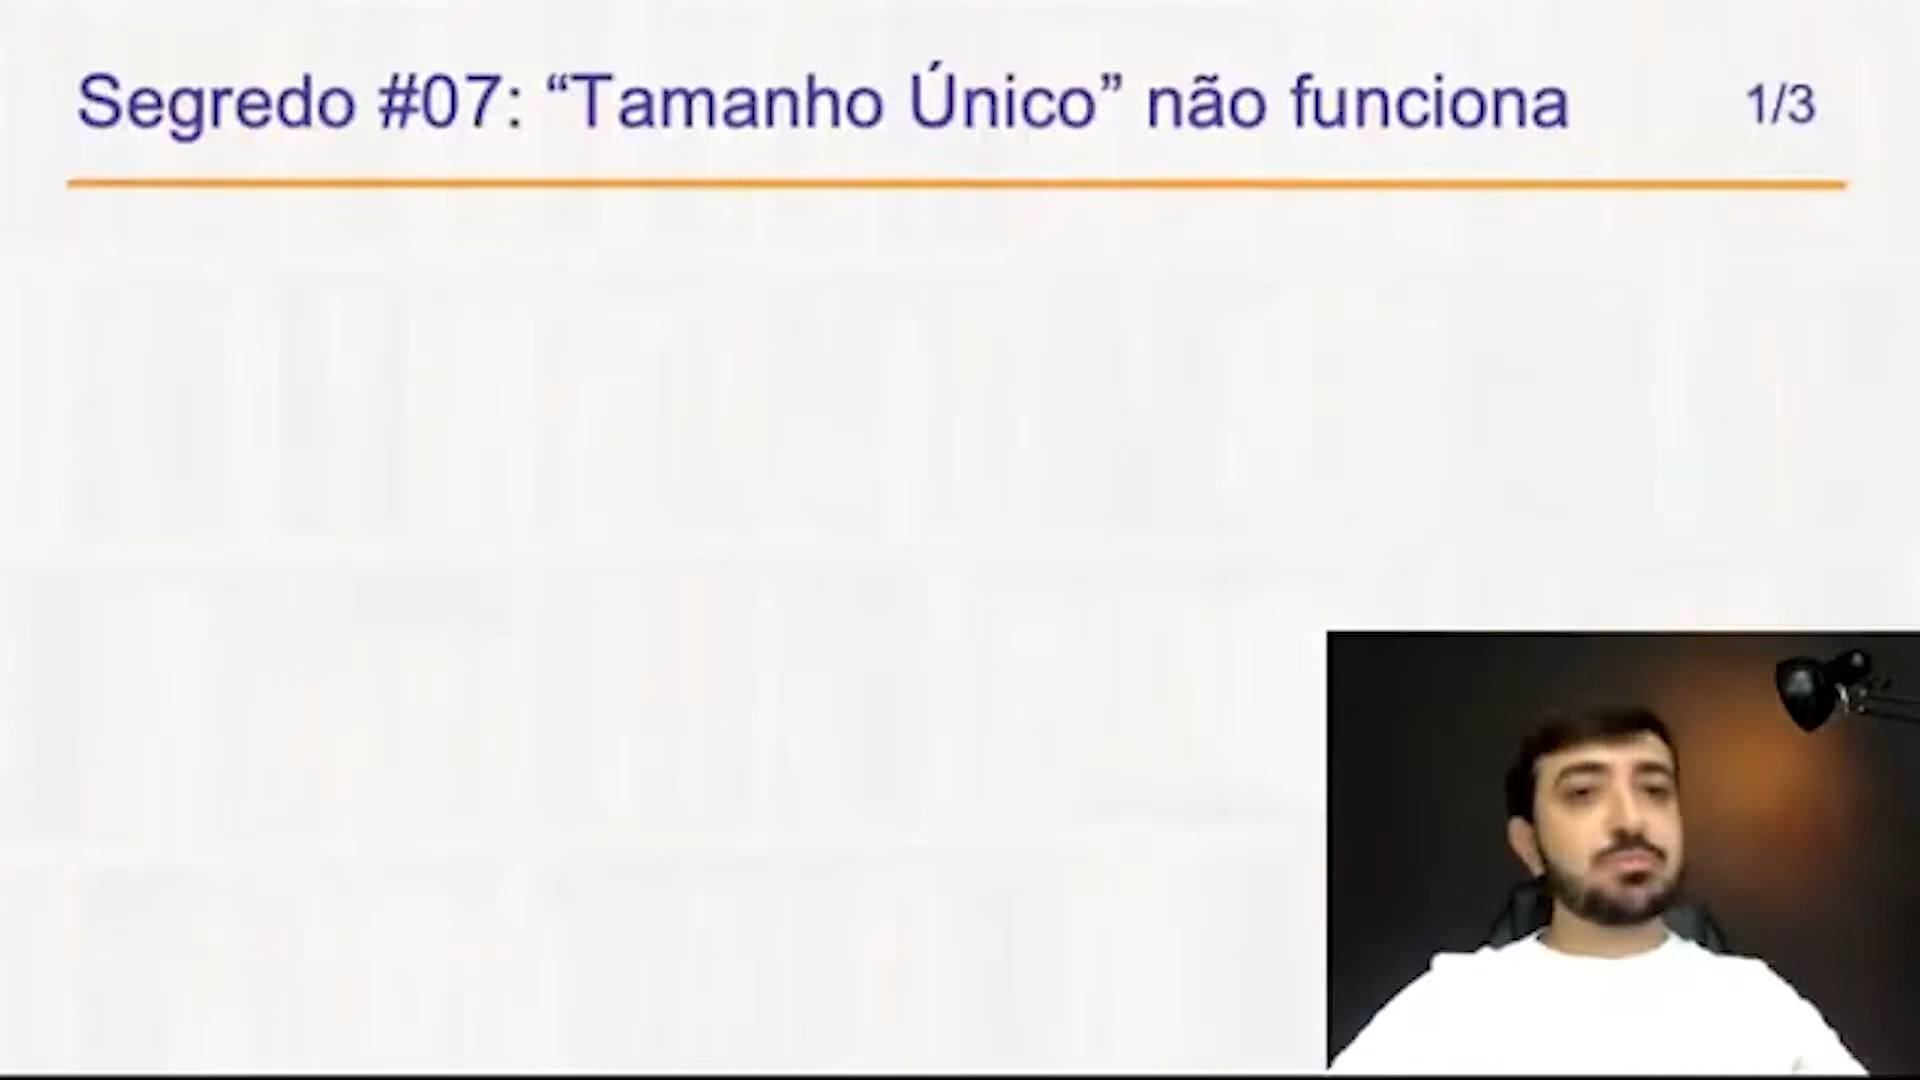 Segredo #07: “Tamanho Único” não funciona
1/3